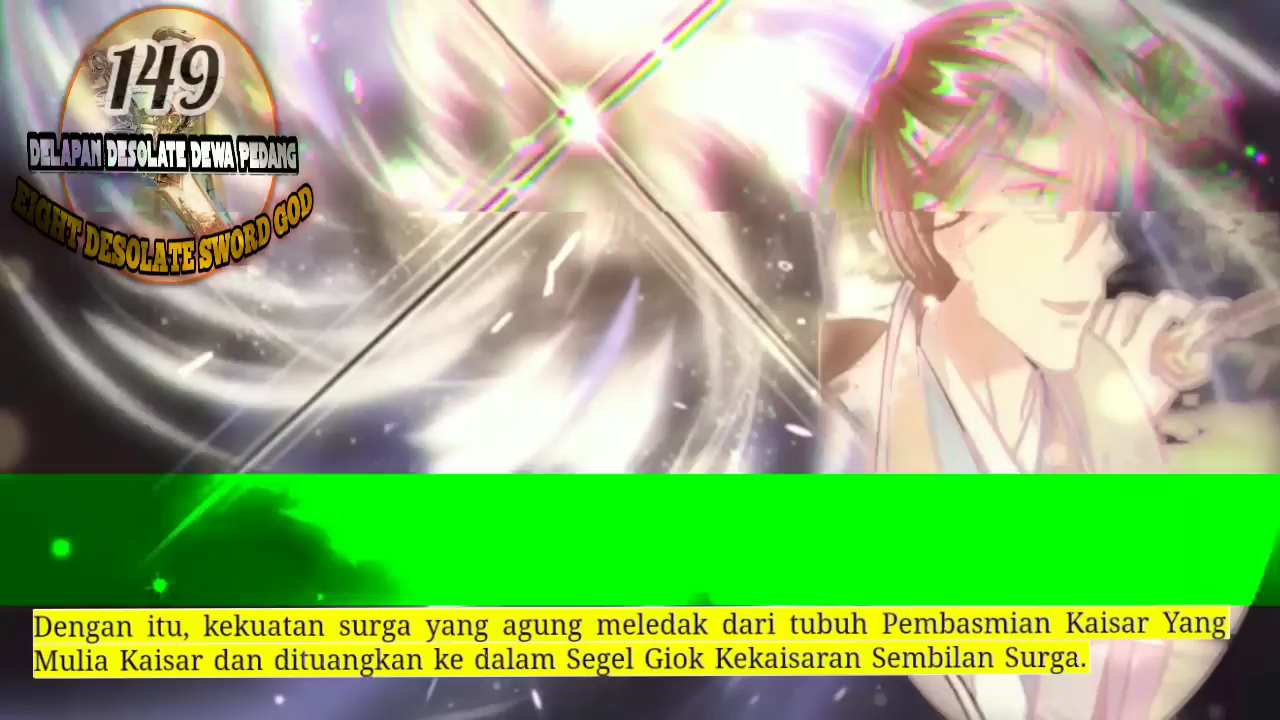 149
DELAPAN DESOLATE DEWA PEDANG
EIGHT DESOLATE SWORD GOD
Dengan itu, kekuatan surga yang agung meledak dari tubuh Pembasmian Kaisar Yang
Mulia Kaisar dan dituangkan ke dalam Segel Giok Kekaisaran Sembilan Surga.